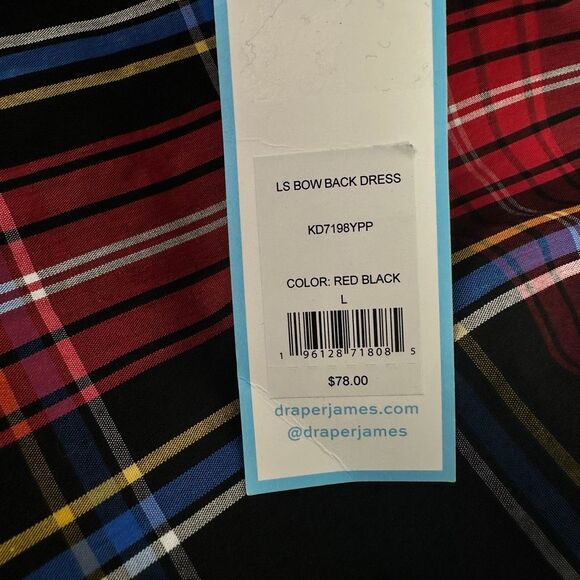 LS BOW BACK DRESS
KD7198YPP
COLOR: RED BLACK
L
1 96128 71808 5
$78.00
draperjames.com
@draperjames